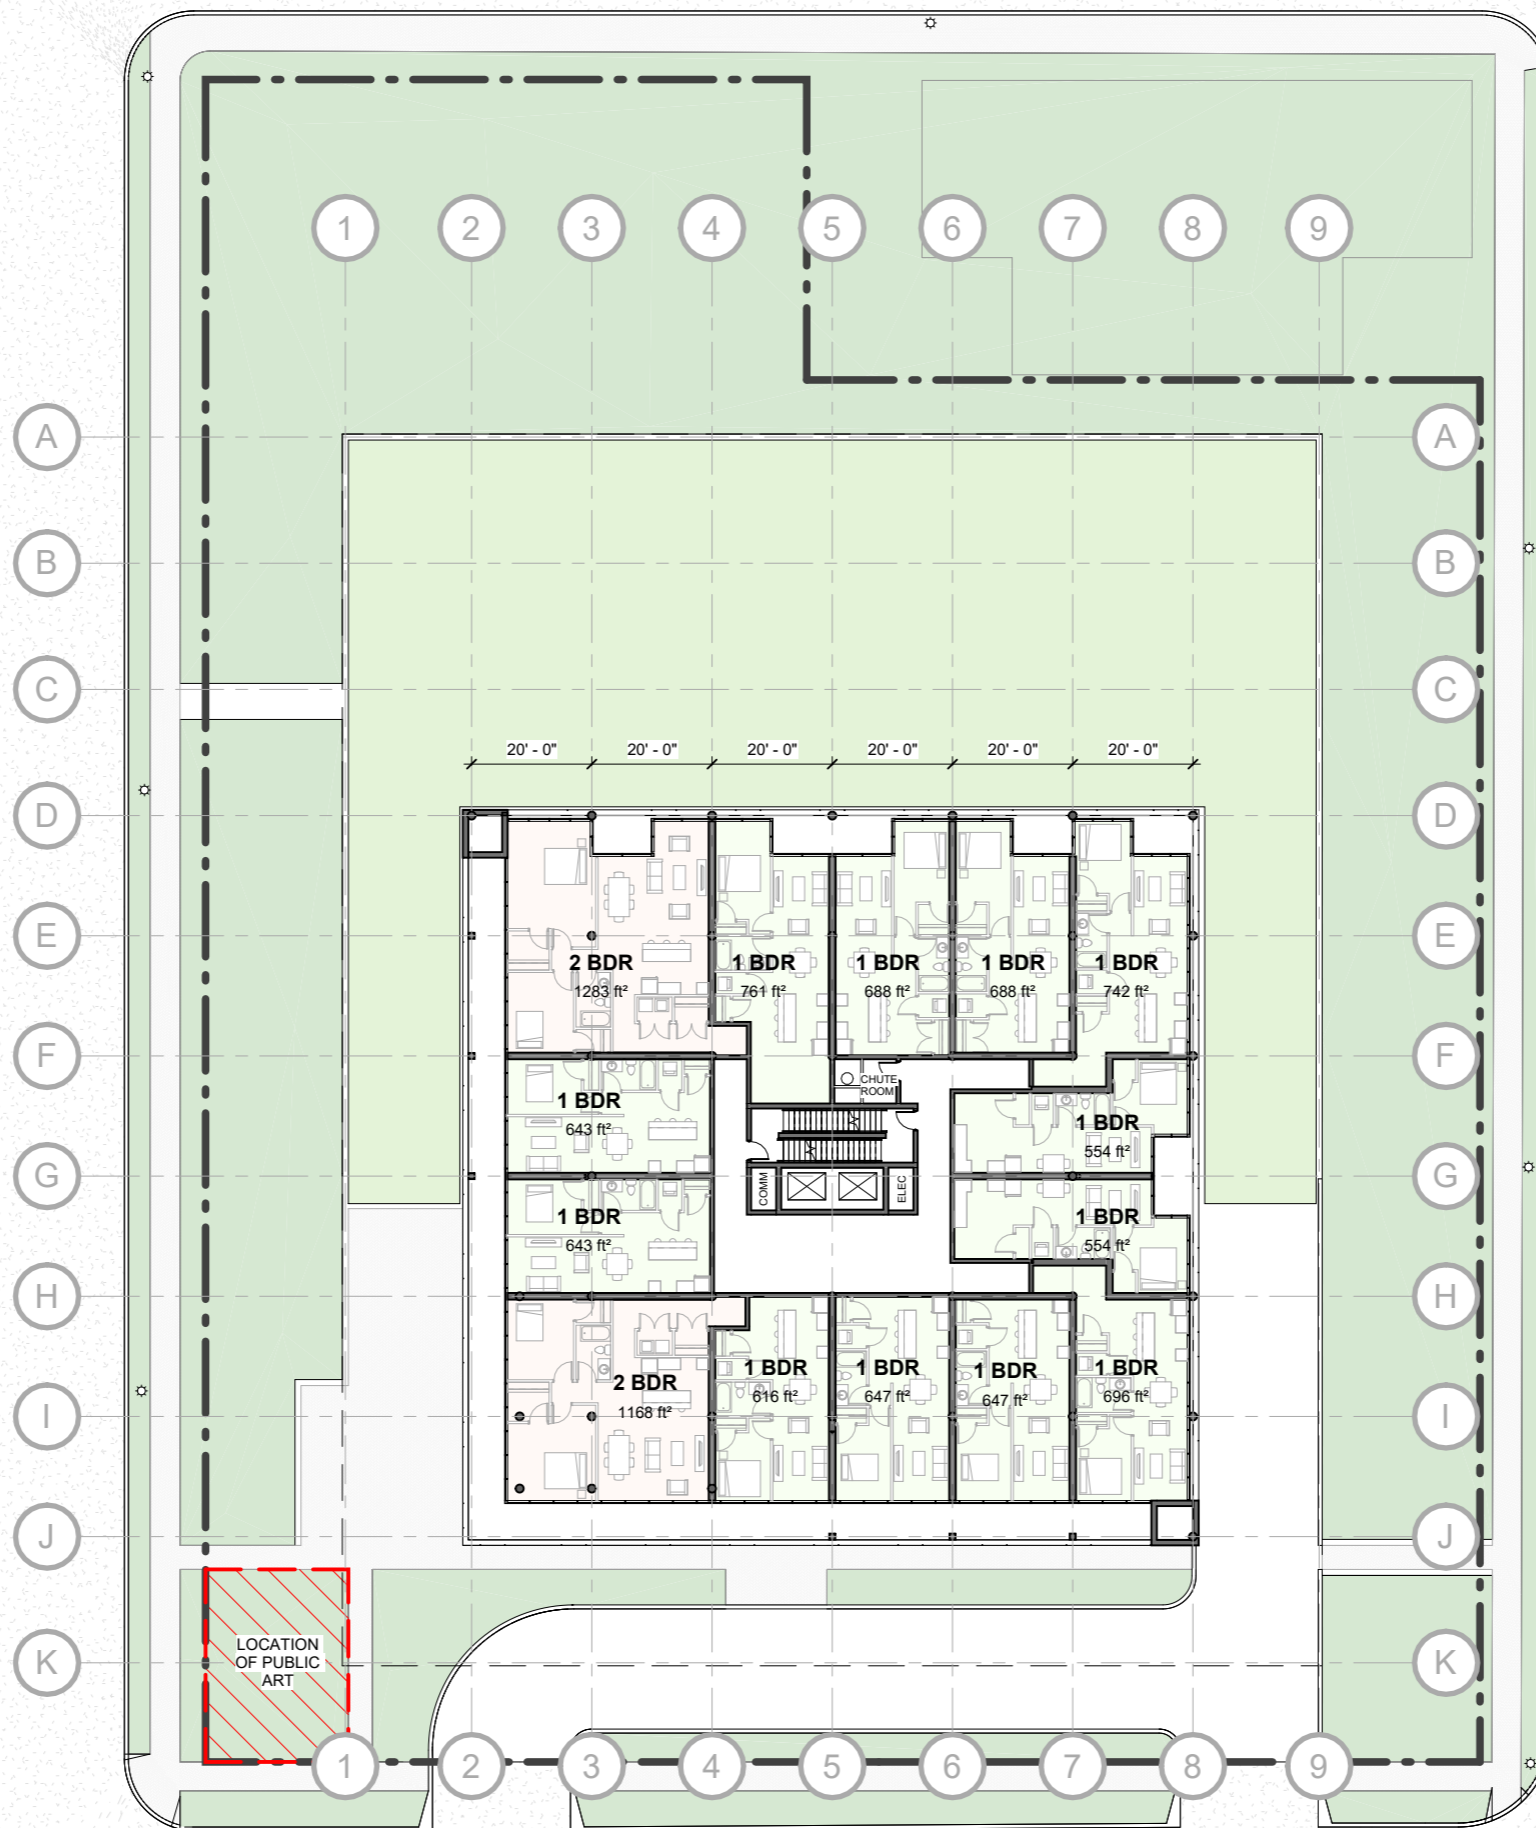 1 2 3 4 5 6 7 8 9
A A
B B
C C
20' - 0" 20' - 0" 20' - 0" 20' - 0" 20' - 0" 20' - 0"
D D
E E
2 BDR 1 BDR 1 BDR 1 BDR 1 BDR
1283 ft² 761 ft² 688 ft² 688 ft² 742 ft²
F F
CHUTE
ROOM
1 BDR
643 ft²
1 BDR
554 ft²
G G
COMM
ELEC
1 BDR
643 ft²
1 BDR
554 ft²
H H
2 BDR 1 BDR 1 BDR 1 BDR 1 BDR
1168 ft² 616 ft² 647 ft² 647 ft² 696 ft²
I I
J J
LOCATION
OF PUBLIC
ART
K K
1 2 3 4 5 6 7 8 9